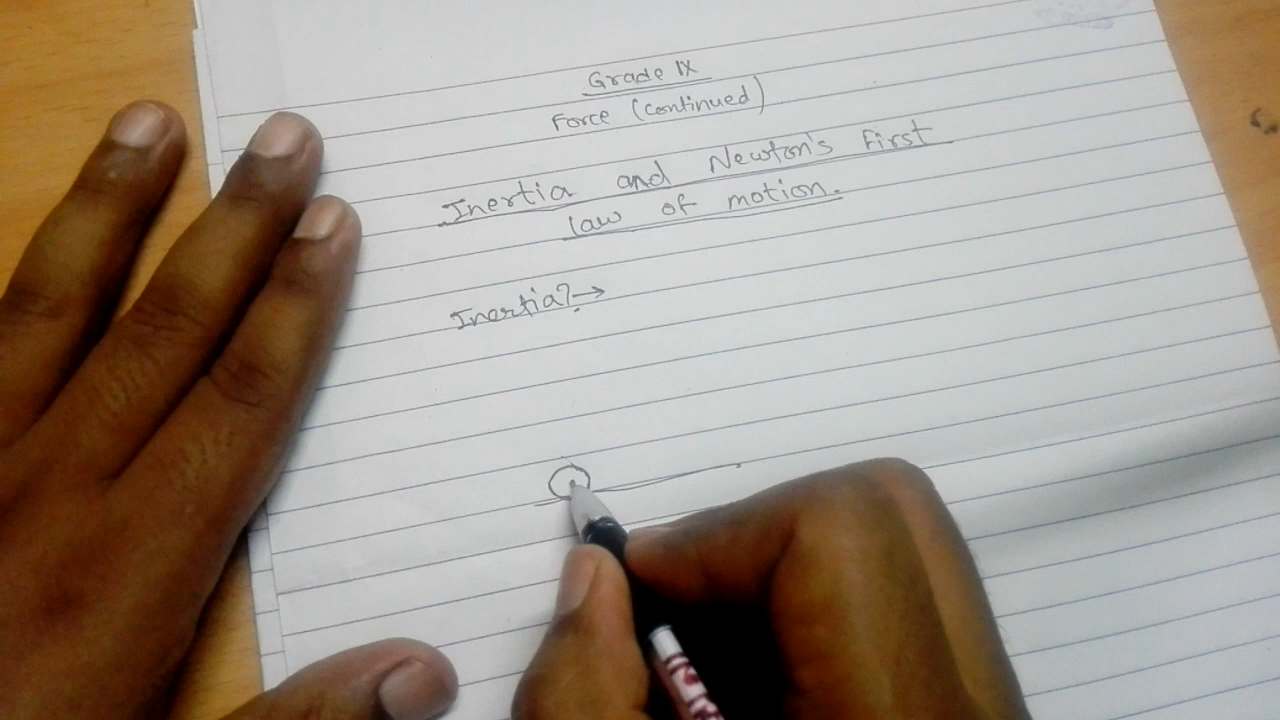 Grade IX
Force (continued)
Inertia and Newton's First
law of motion.
Inertia? →